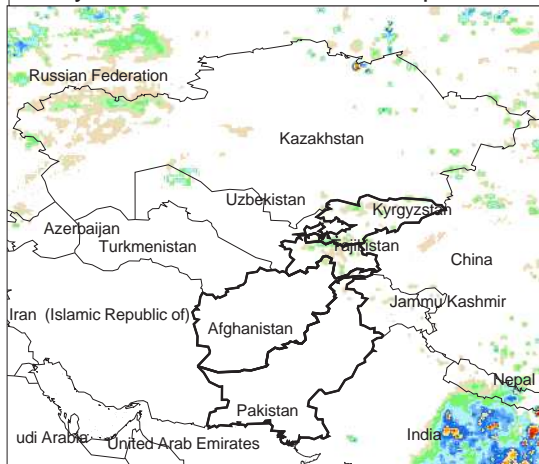 Russian Federation
Kazakhstan
Uzbekistan
Kyrgyzstan
Azerbaijan
Turkmenistan
Tajikistan
China
Iran (Islamic Republic of)
Jammu Kashmir
Afghanistan
Nepal
Pakistan
India
udi Arabia
United Arab Emirates